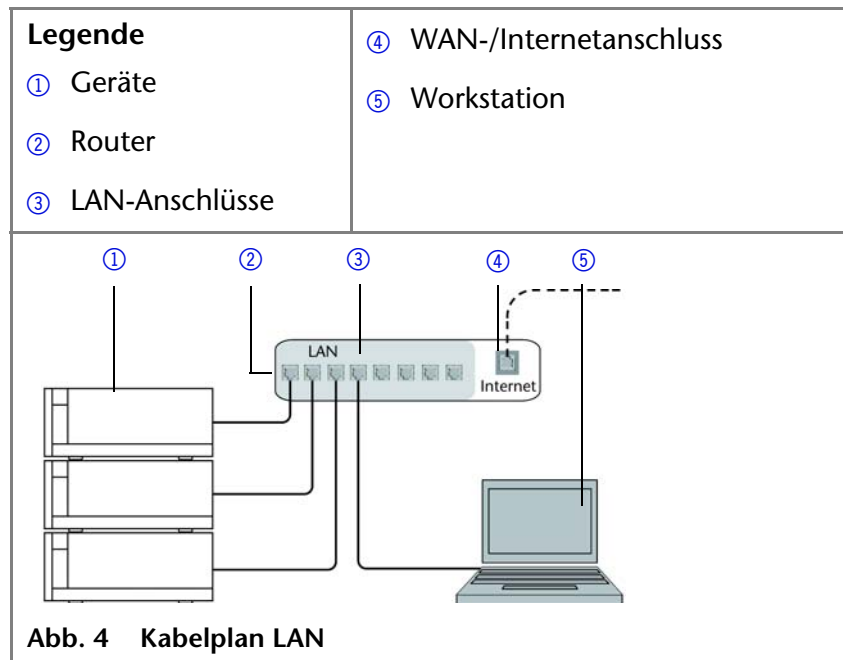 Legende
① Geräte
② Router
③ LAN-Anschlüsse
④ WAN-/Internetanschluss
⑤ Workstation
① ② ③ ④ ⑤
LAN
Internet
Abb. 4 Kabelplan LAN